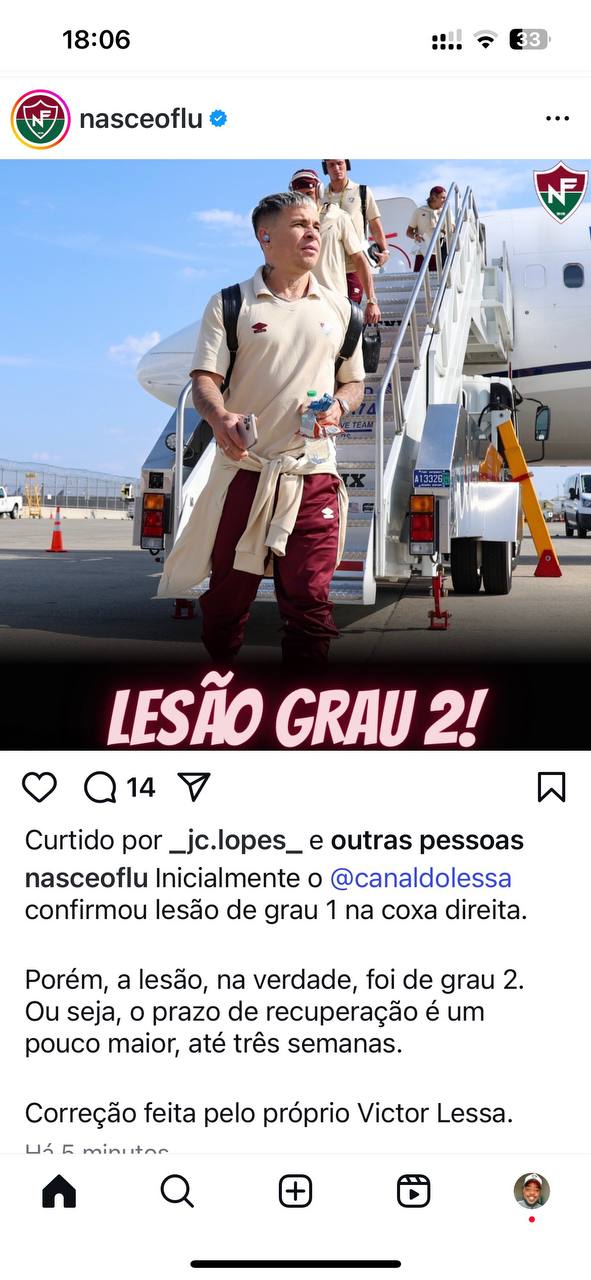 18:06
33
nasceoflu
NF
LESÃO GRAU 2!
14
Curtido por _jc.lopes_ e outras pessoas
nasceoflu Inicialmente o @canaldolessa
confirmou lesão de grau 1 na coxa direita.
Porém, a lesão, na verdade, foi de grau 2.
Ou seja, o prazo de recuperação é um
pouco maior, até três semanas.
Correção feita pelo próprio Victor Lessa.
Há 5 minutos